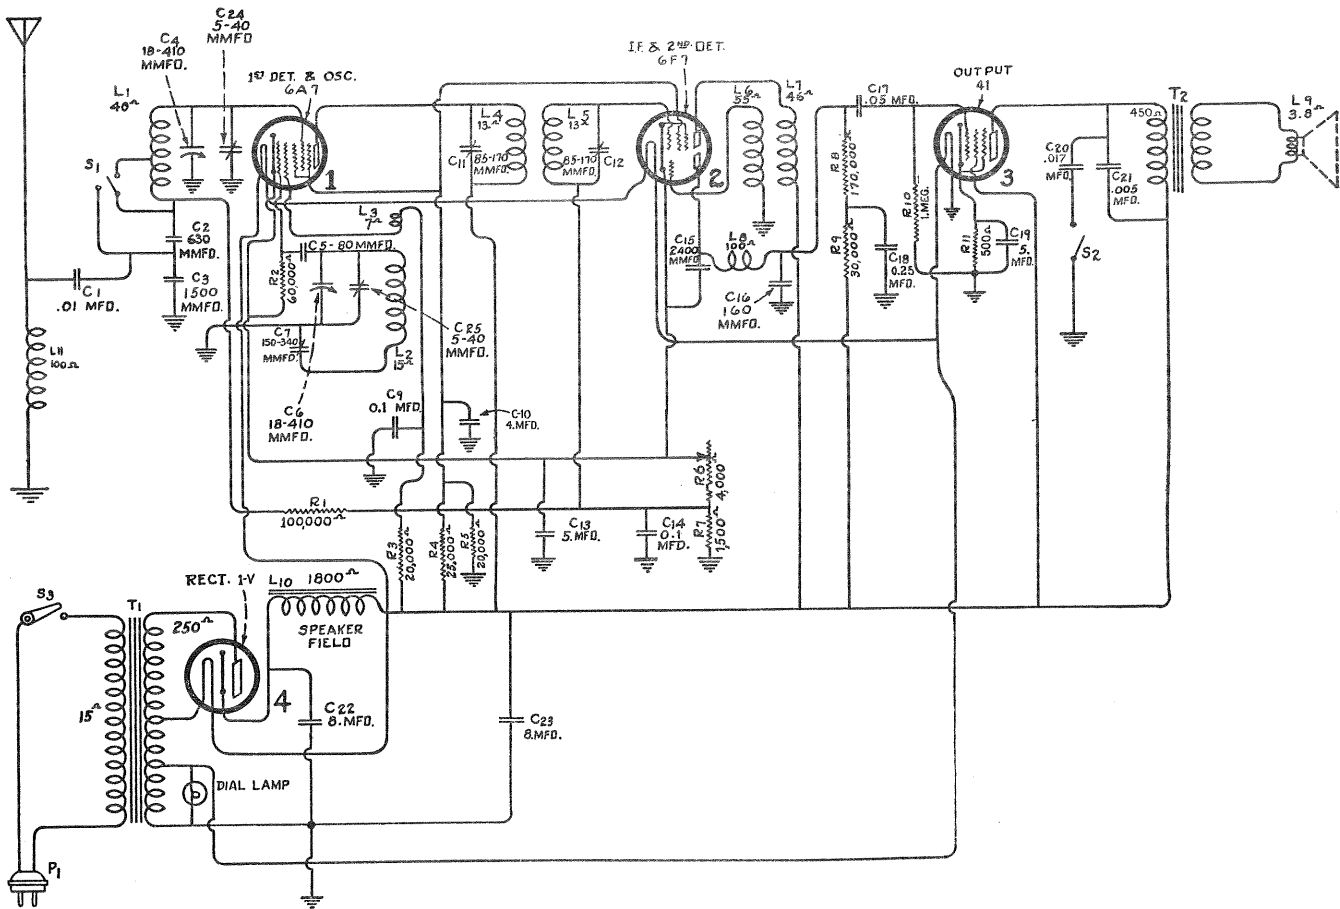 C24
5-40
MMFD
C4
18-410
MMFD.
L1
40Ω
1ST DET. & OSC.
6A7
1
S1
C2
630
MMFD.
C3
1500
MMFD.
C1
.01 MFD.
L11
100Ω
L3
7Ω
C5-80 MMFD.
R2
60,000Ω
C7
150-340
MMFD.
L2
15Ω
C25
5-40
MMFD.
C6
18-410
MMFD.
L4
13Ω
C11
85-170
MMFD.
L5
13
85-170
MMFD.
C12
I.F. & 2ND. DET.
6F7
2
L6
55Ω
L7
46Ω
C15
2400
MMFD
L8
100Ω
C16
160
MMFD.
C17
.05 MFD.
R8
170,000Ω
R9
30,000Ω
C18
0.25
MFD.
R10
1.MEG.
OUTPUT
41
3
R11
500Ω
C19
5.
MFD.
C20
.017
MFD.
C21
.005
MFD.
S2
450Ω
T2
L9
3.8Ω
C9
0.1 MFD.
C10
4.MFD.
R1
100,000Ω
R3
20,000Ω
R4
25,000Ω
R5
20,000Ω
C13
5.MFD.
C14
0.1
MFD.
R6
4,000
R7
1,500Ω
S3
T1
15Ω
250Ω
RECT. 1-V
L10 1800Ω
SPEAKER
FIELD
4
C22
8.MFD.
C23
8.MFD.
DIAL LAMP
P1